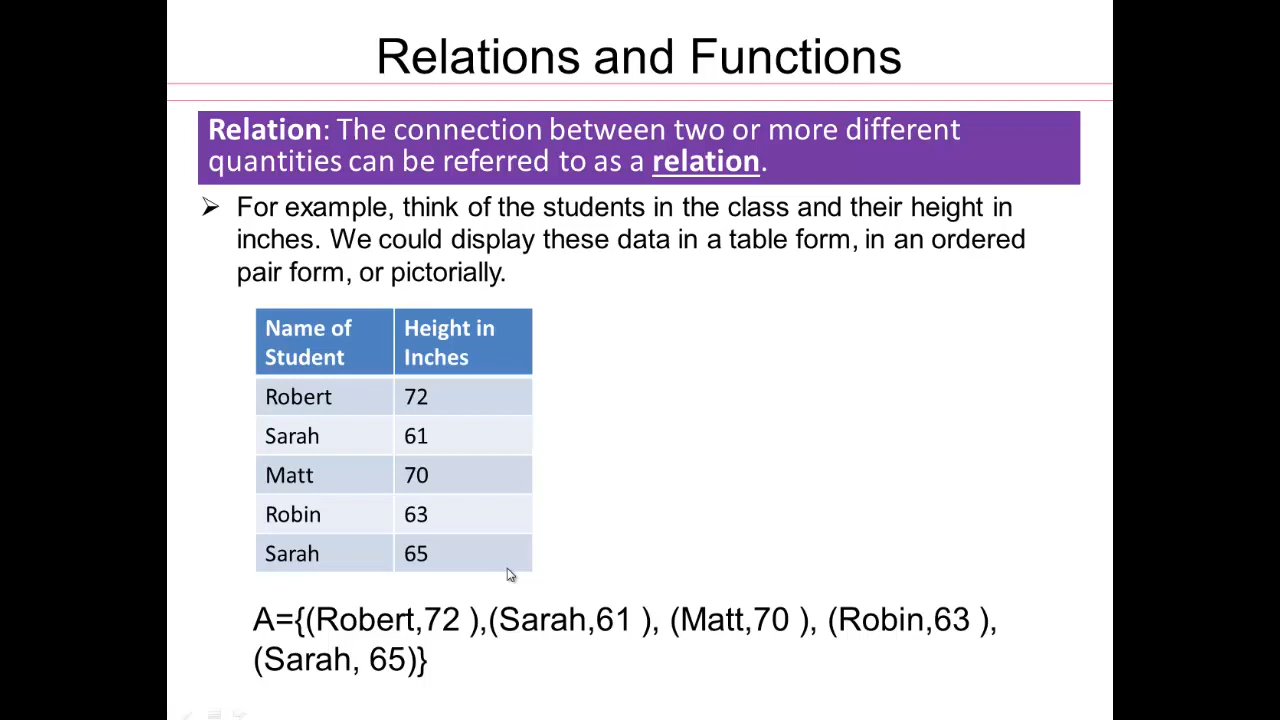 Relations and Functions
Relation: The connection between two or more different
quantities can be referred to as a relation.
For example, think of the students in the class and their height in
inches. We could display these data in a table form, in an ordered
pair form, or pictorially.
Name of Student Height in Inches
Robert 72
Sarah 61
Matt 70
Robin 63
Sarah 65
A={(Robert,72 ),(Sarah,61 ), (Matt,70 ), (Robin,63 ),
(Sarah, 65)}